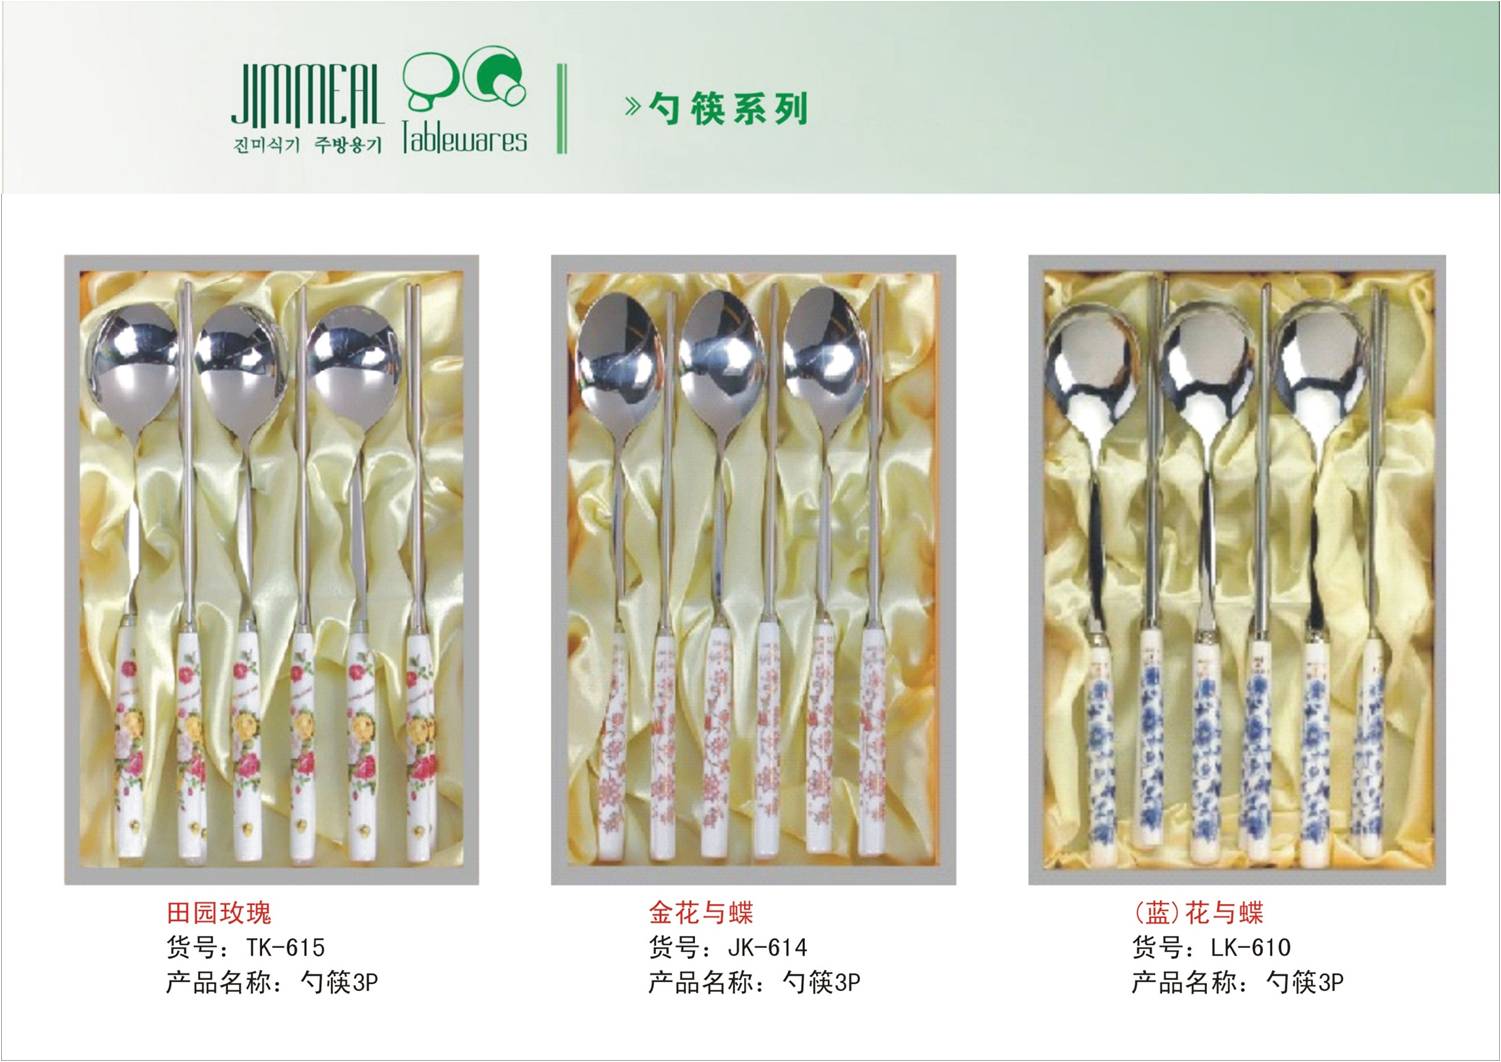 JIMMEAL
진미식기 주방용기
Tablewares
勺筷系列
田园玫瑰
货号：TK-615
产品名称：勺筷3P
金花与蝶
货号：JK-614
产品名称：勺筷3P
(蓝)花与蝶
货号：LK-610
产品名称：勺筷3P